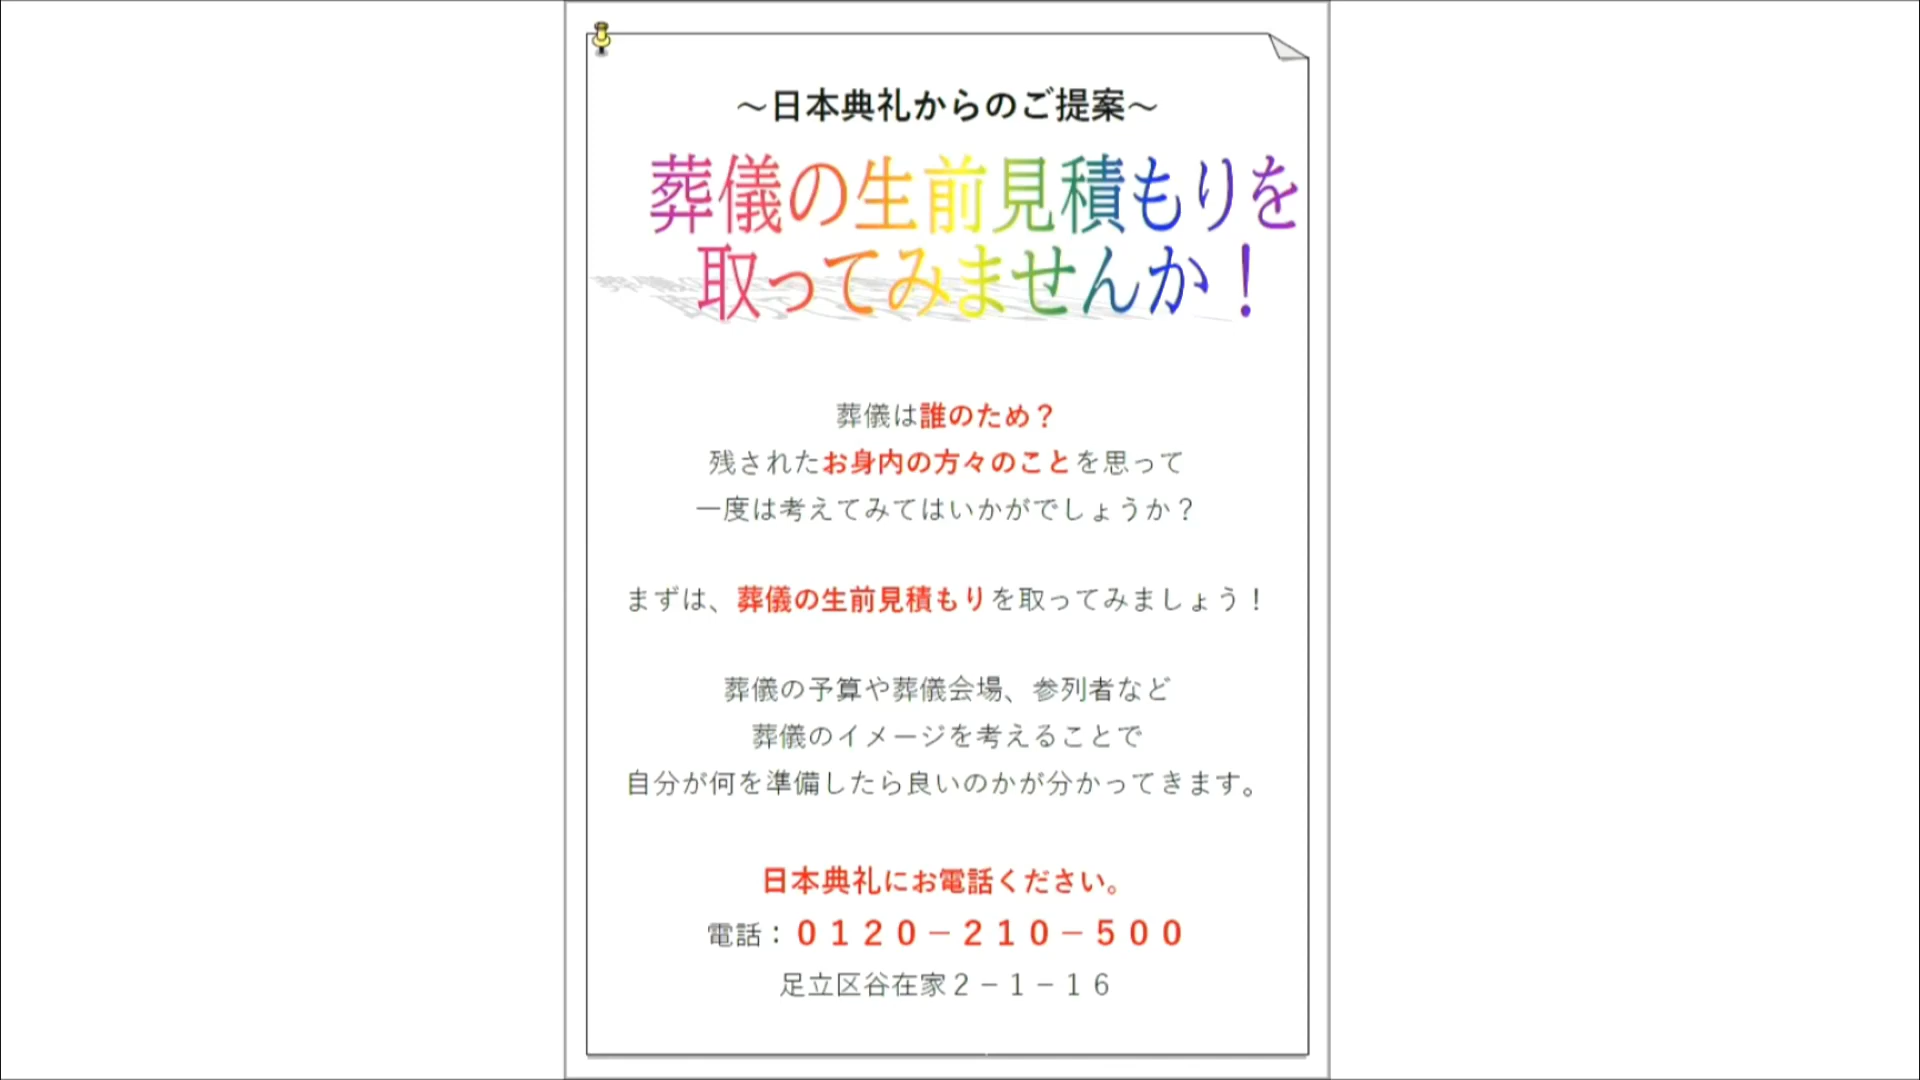 ～日本典礼からのご提案～
葬儀の生前見積もりを
取ってみませんか！
葬儀は誰のため？
残されたお身内の方々のことを思って
一度は考えてみてはいかがでしょうか？
まずは、葬儀の生前見積もりを取ってみましょう！
葬儀の予算や葬儀会場、参列者など
葬儀のイメージを考えることで
自分が何を準備したら良いのかが分かってきます。
日本典礼にお電話ください。
電話：０１２０－２１０－５００
足立区谷在家２－１－１６